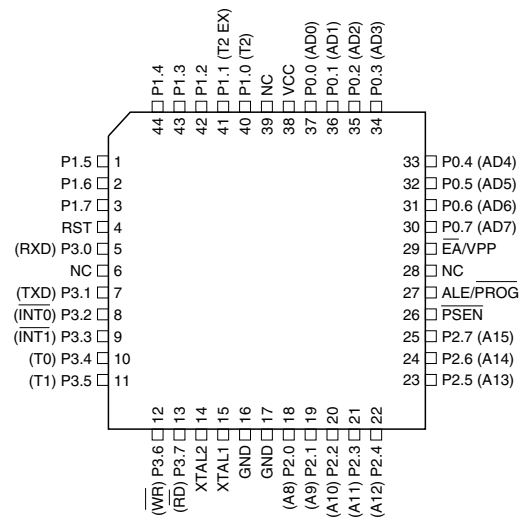 P1.4
P1.3
P1.2
P1.1 (T2 EX)
P1.0 (T2)
NC
VCC
P0.0 (AD0)
P0.1 (AD1)
P0.2 (AD2)
P0.3 (AD3)
44
43
42
41
40
39
38
37
36
35
34
P1.5 1
P1.6 2
P1.7 3
RST 4
(RXD) P3.0 5
NC 6
(TXD) P3.1 7
(INT0) P3.2 8
(INT1) P3.3 9
(T0) P3.4 10
(T1) P3.5 11
33 P0.4 (AD4)
32 P0.5 (AD5)
31 P0.6 (AD6)
30 P0.7 (AD7)
29 EA/VPP
28 NC
27 ALE/PROG
26 PSEN
25 P2.7 (A15)
24 P2.6 (A14)
23 P2.5 (A13)
12
13
14
15
16
17
18
19
20
21
22
(WR) P3.6
(RD) P3.7
XTAL2
XTAL1
GND
GND
(A8) P2.0
(A9) P2.1
(A10) P2.2
(A11) P2.3
(A12) P2.4